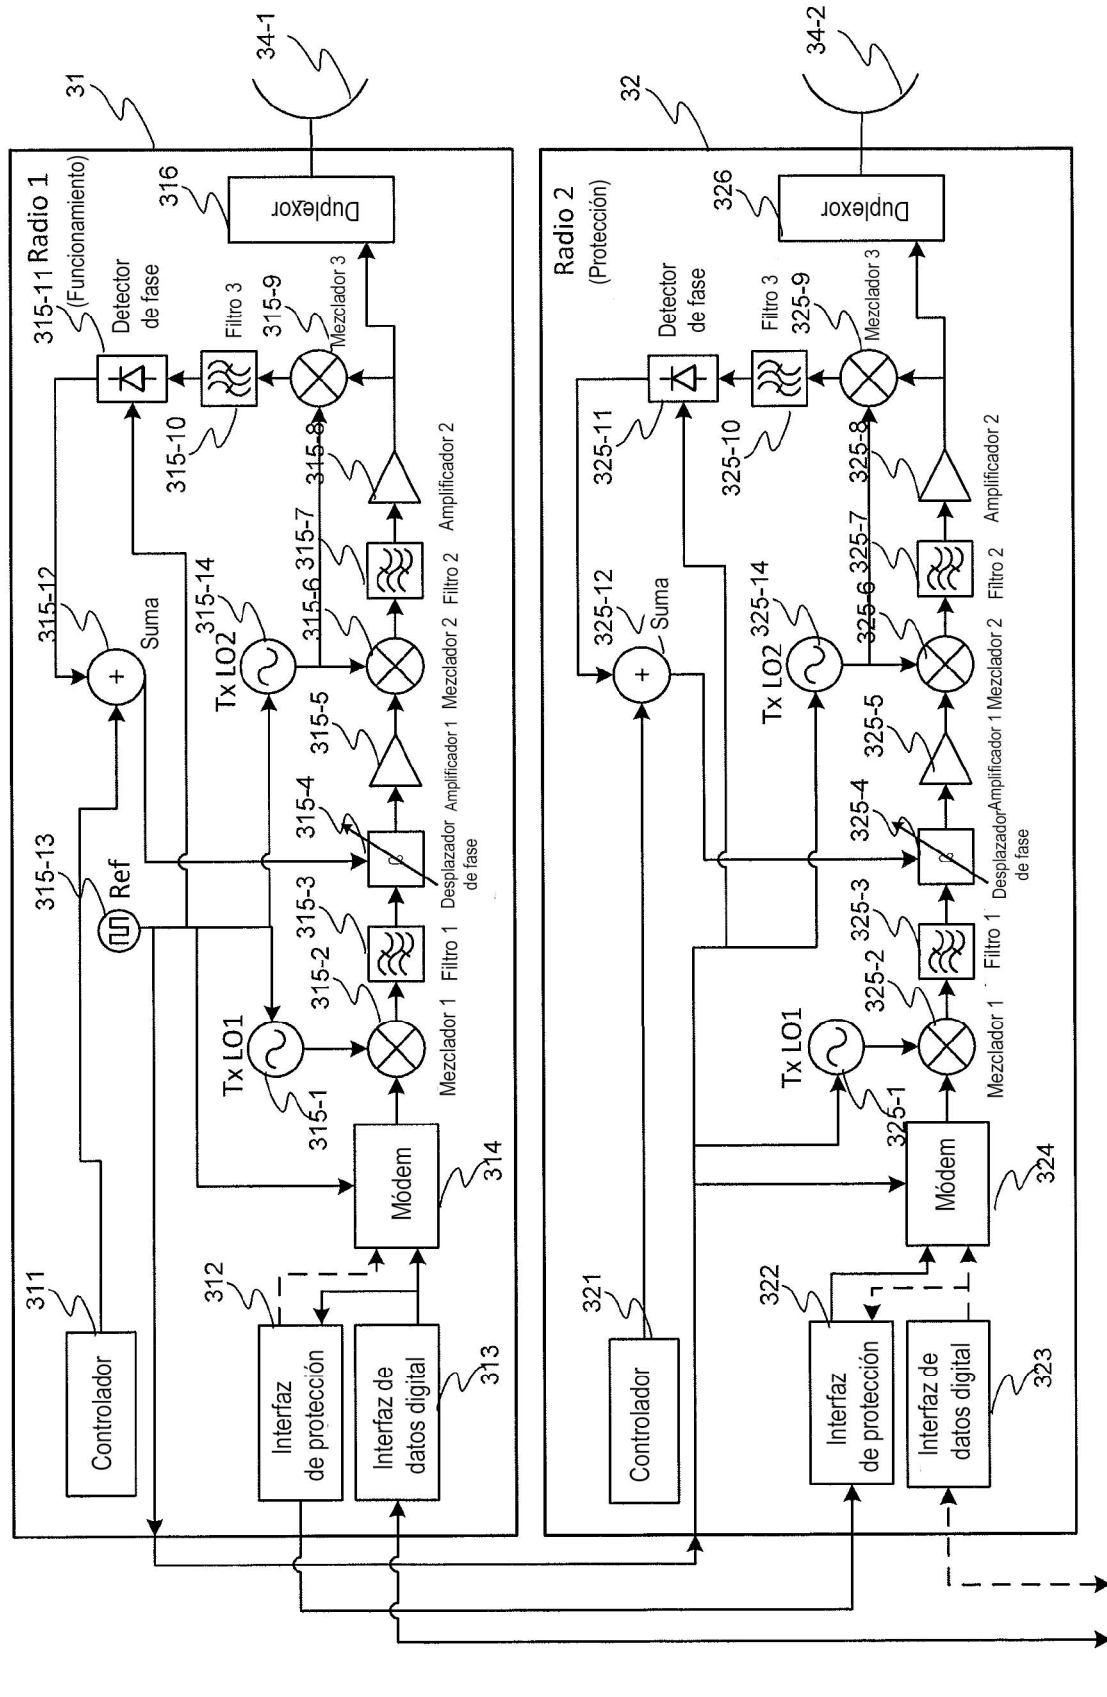 31
34-1
315-11
Radio 1
(Funcionamiento)
316
Duplexor
Detector
de fase
Filtro 3
315-9
Mezclador 3
315-10
315-8
Amplificador 2
315-12
Suma
315-14
Tx LO2
315-7
315-6
Filtro 2
Mezclador 2
315-5
Amplificador 1
315-4
Desplazador
de fase
315-13
Ref
315-3
Filtro 1
315-2
Mezclador 1
Tx LO1
315-1
314
Módem
311
Controlador
312
Interfaz
de protección
313
Interfaz de
datos digital
32
34-2
Radio 2
(Protección)
326
Duplexor
Detector
de fase
Filtro 3
325-9
Mezclador 3
325-11
325-10
325-8
Amplificador 2
325-12
Suma
325-14
Tx LO2
325-7
325-6
Filtro 2
Mezclador 2
325-5
Amplificador 1
325-4
Desplazador
de fase
325-3
Filtro 1
325-2
Mezclador 1
Tx LO1
325-1
324
Módem
321
Controlador
322
Interfaz
de protección
323
Interfaz de
datos digital
+
+